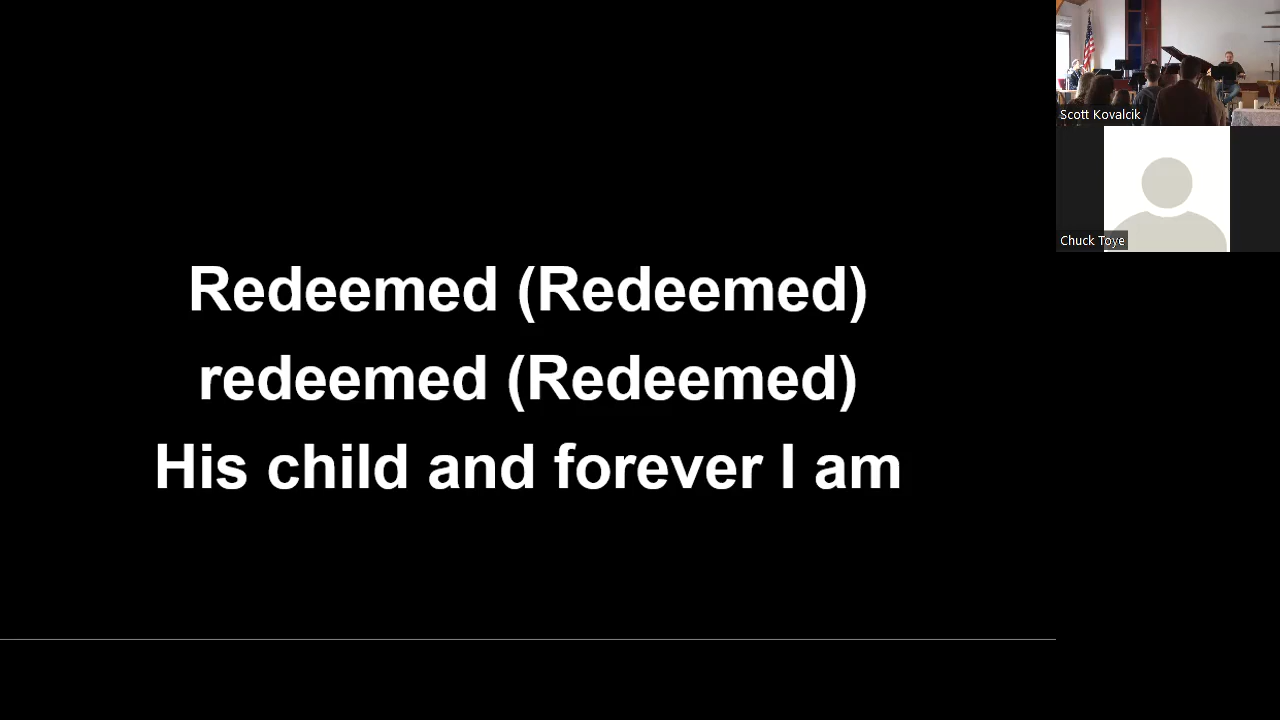 Redeemed (Redeemed)
redeemed (Redeemed)
His child and forever I am
Scott Kovalcik
Chuck Toye